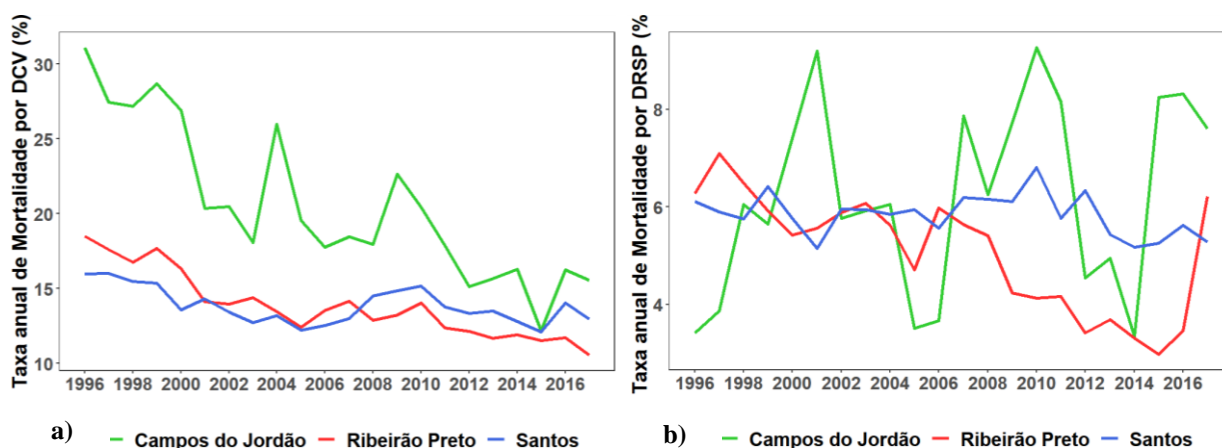 Taxa anual de Mortalidade por DCV (%)
30
25
20
15
10
1996 1998 2000 2002 2004 2006 2008 2010 2012 2014 2016
a)
Campos do Jordão Ribeirão Preto Santos
Taxa anual de Mortalidade por DRSP (%
8
6
4
1996 1998 2000 2002 2004 2006 2008 2010 2012 2014 2016
b)
Campos do Jordão Ribeirão Preto Santos